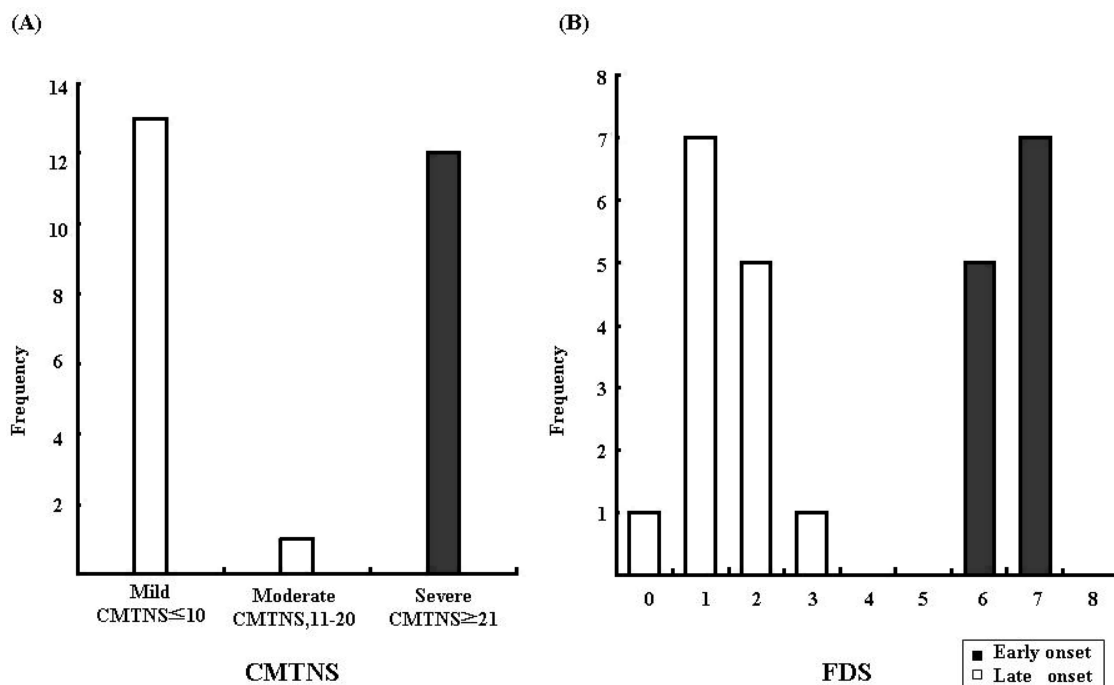 (A)
14
12
10
8
6
4
2
Frequency
Mild
CMTNS≤10
Moderate
CMTNS,11-20
Severe
CMTNS≥21
CMTNS
(B)
8
7
6
5
4
3
2
1
Frequency
0 1 2 3 4 5 6 7 8
FDS
Early onset
Late onset